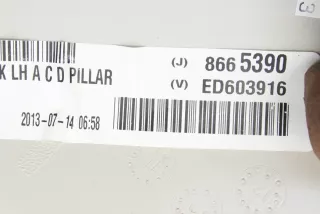 K LH A C D PILLAR
(J) 866 5390
(V) ED603916
2013-07-14 06:58